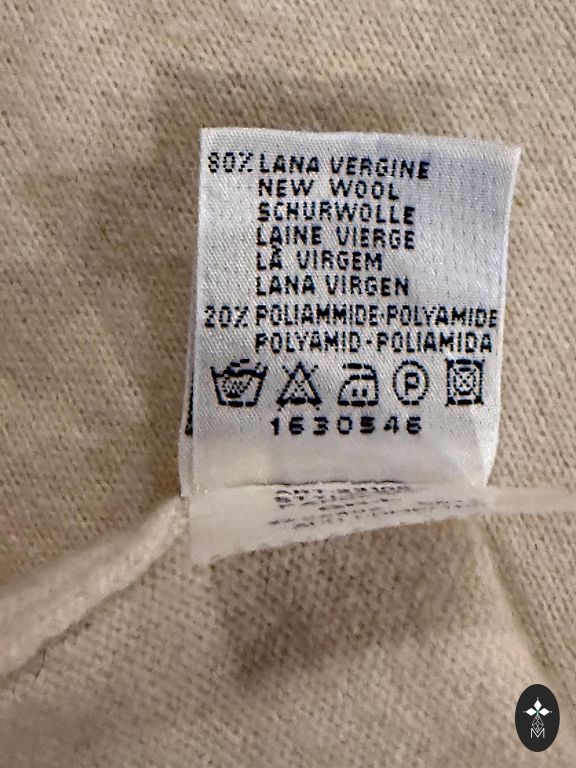 80% LANA VERGINE
NEW WOOL
SCHURWOLLE
LAINE VIERGE
LÃ VIRGEM
LANA VIRGEN
20% POLIAMMIDE-POLYAMIDE
POLYAMID-POLIAMIDA
P
1630546
M